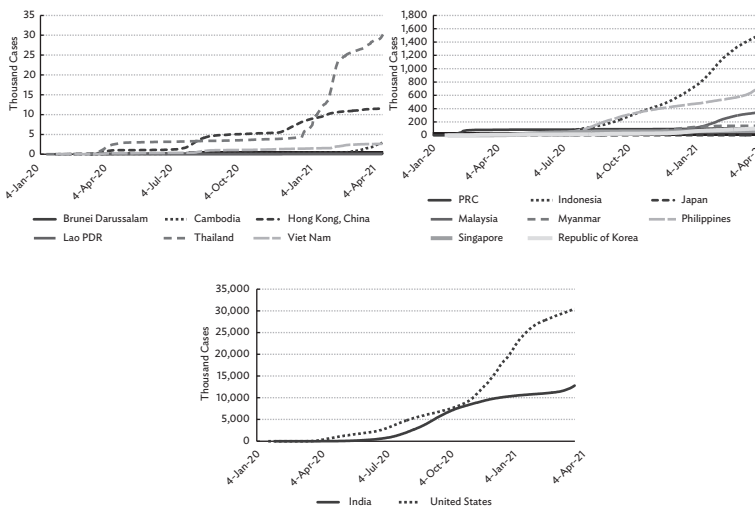 Thousand Cases
35
30
25
20
15
10
5
0
4-Jan-20
4-Apr-20
4-Jul-20
4-Oct-20
4-Jan-21
4-Apr-21
Brunei Darussalam
Cambodia
Hong Kong, China
Lao PDR
Thailand
Viet Nam
Thousand Cases
1,800
1,600
1,400
1,200
1,000
800
600
400
200
0
4-Jan-20
4-Apr-20
4-Jul-20
4-Oct-20
4-Jan-21
PRC
Indonesia
Japan
Malaysia
Myanmar
Philippines
Singapore
Republic of Korea
Thousand Cases
35,000
30,000
25,000
20,000
15,000
10,000
5,000
0
4-Jan-20
4-Apr-20
4-Jul-20
4-Oct-20
4-Jan-21
4-Apr-21
India
United States